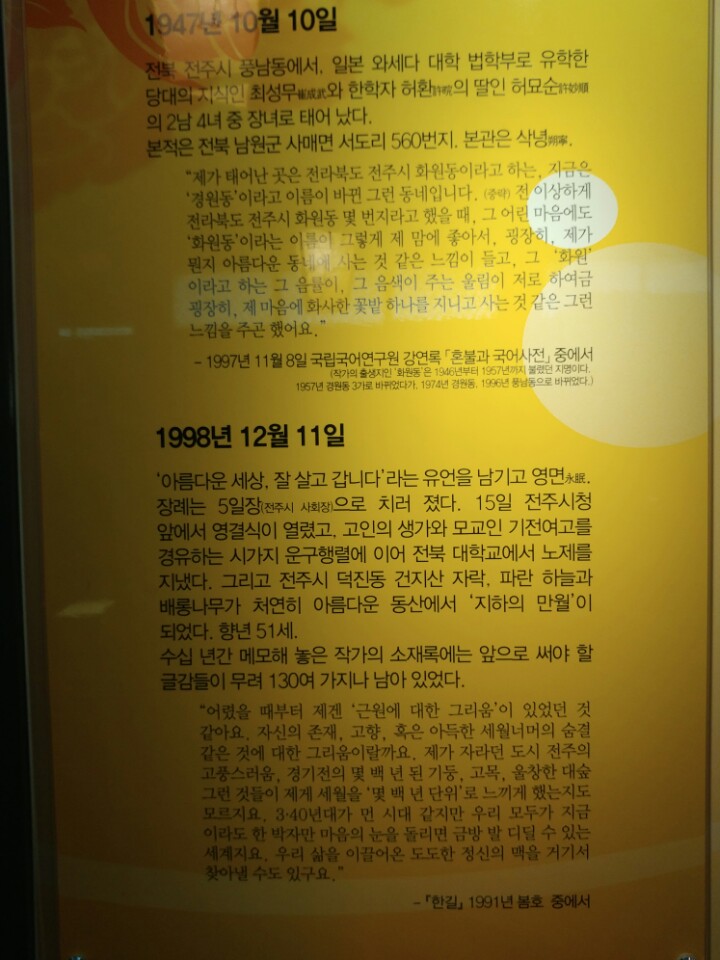 1947년 10월 10일
전북 전주시 풍남동에서, 일본 와세다 대학 법학부로 유학한
당대의 지식인 최성무崔成武와 한학자 허환許晥의 딸인 허묘순許妙順
의 2남 4녀 중 장녀로 태어 났다.
본적은 전북 남원군 사매면 서도리 560번지. 본관은 삭녕朔寧.
“제가 태어난 곳은 전라북도 전주시 화원동이라고 하는, 지금은
‘경원동’이라고 이름이 바뀐 그런 동네입니다. (중략) 전 이상하게
전라북도 전주시 화원동 몇 번지라고 했을 때, 그 어린 마음에도
‘화원동’이라는 이름이 그렇게 제 맘에 좋아서, 굉장히, 제가
뭔지 아름다운 동네에 사는 것 같은 느낌이 들고, 그 ‘화원’
이라고 하는 그 음률이, 그 음색이 주는 울림이 저로 하여금
굉장히, 제 마음에 화사한 꽃밭 하나를 지니고 사는 것 같은 그런
느낌을 주곤 했어요.”
- 1997년 11월 8일 국립국어연구원 강연록 「혼불과 국어사전」 중에서
(작가의 출생지인 ‘화원동’은 1946년부터 1957년까지 불렸던 지명이다.
1957년 경원동 3가로 바뀌었다가, 1974년 경원동, 1996년 풍남동으로 바뀌었다.)
1998년 12월 11일
‘아름다운 세상, 잘 살고 갑니다’라는 유언을 남기고 영면永眠.
장례는 5일장(전주시 사회장)으로 치러 졌다. 15일 전주시청
앞에서 영결식이 열렸고, 고인의 생가와 모교인 기전여고를
경유하는 시가지 운구행렬에 이어 전북 대학교에서 노제를
지냈다. 그리고 전주시 덕진동 건지산 자락. 파란 하늘과
배롱나무가 처연히 아름다운 동산에서 ‘지하의 만월’이
되었다. 향년 51세.
수십 년간 메모해 놓은 작가의 소재록에는 앞으로 써야 할
글감들이 무려 130여 가지나 남아 있었다.
“어렸을 때부터 제겐 ‘근원에 대한 그리움’이 있었던 것
같아요. 자신의 존재, 고향, 혹은 아득한 세월너머의 숨결
같은 것에 대한 그리움이랄까요. 제가 자라던 도시 전주의
고풍스러움, 경기전의 몇 백 년 된 기둥, 고목, 울창한 대숲
그런 것들이 제게 세월을 ‘몇 백 년 단위’로 느끼게 했는지도
모르지요. 3·40년대가 먼 시대 같지만 우리 모두가 지금
이라도 한 박자만 마음의 눈을 돌리면 금방 발 디딜 수 있는
세계지요. 우리 삶을 이끌어온 도도한 정신의 맥을 거기서
찾아낼 수도 있구요.”
- 『한길』 1991년 봄호 중에서